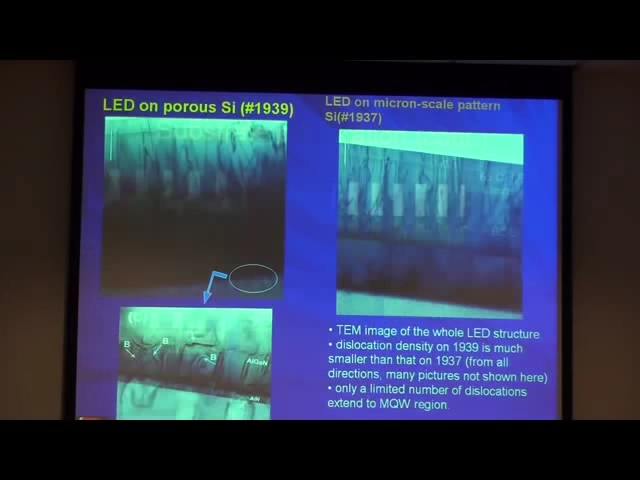 LED on porous Si (#1939)
LED on micron-scale pattern
Si(#1937)
B
B
B
AlGaN
AlN
• TEM image of the whole LED structure
• dislocation density on 1939 is much
smaller than that on 1937 (from all
directions, many pictures not shown here)
• only a limited number of dislocations
extend to MQW region.